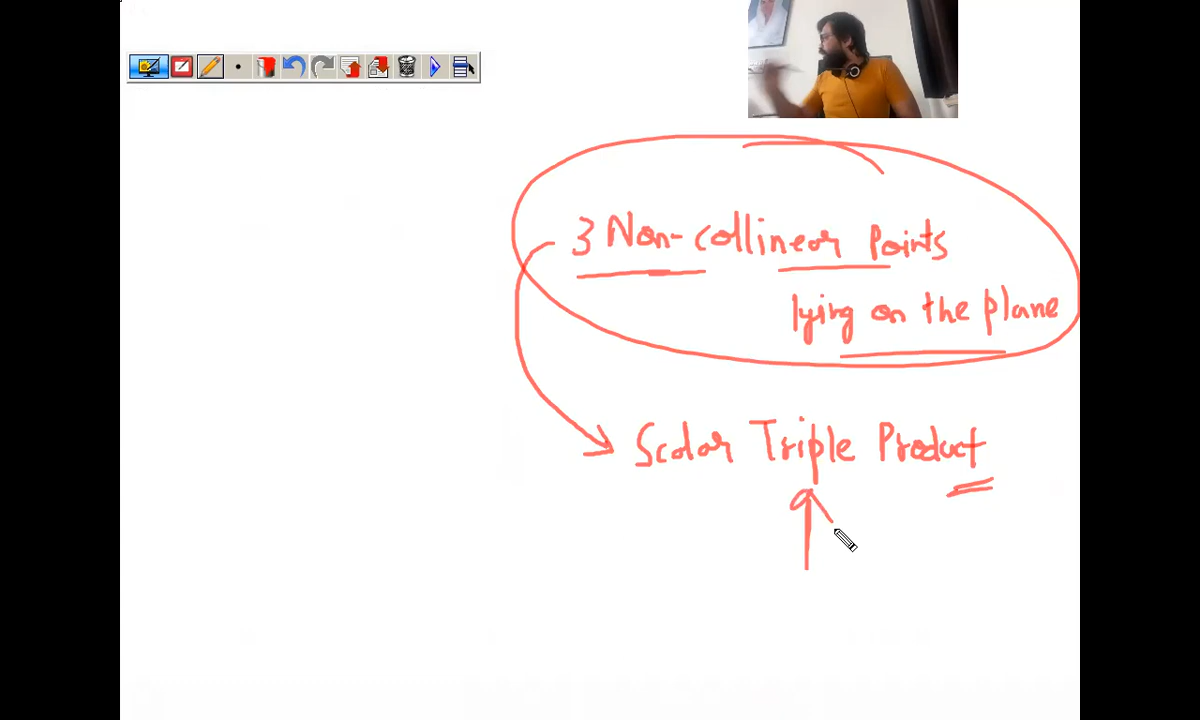 3 Non-collinear Points
lying on the plane
Scalar Triple Product